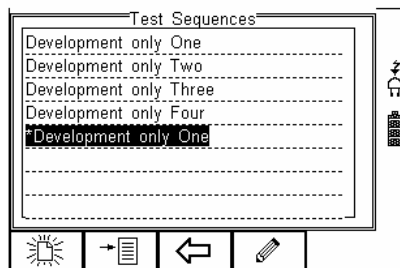 Test Sequences
Development only One
Development only Two
Development only Three
Development only Four
*Development only One